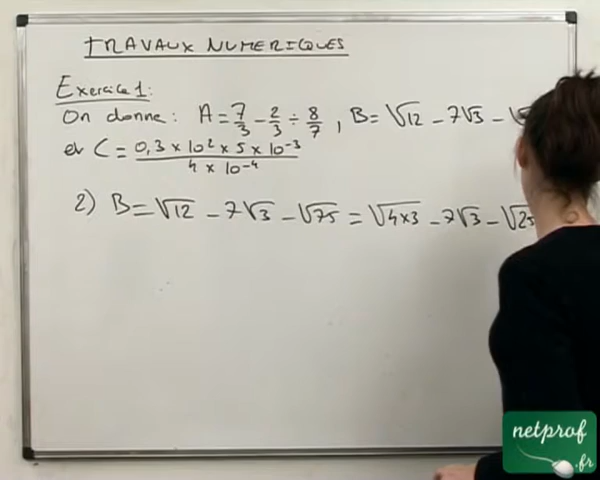 TRAVAUX NUMERIQUES
Exercice 1:
On donne: A = 7/3 - 2/3 ÷ 8/7, B = √12 - 7√3 -
et C = 0,3 × 10² × 5 × 10⁻³ / 4 × 10⁻⁴
2) B = √12 - 7√3 - √75 = √4×3 - 7√3 - √25
netprof
.fr